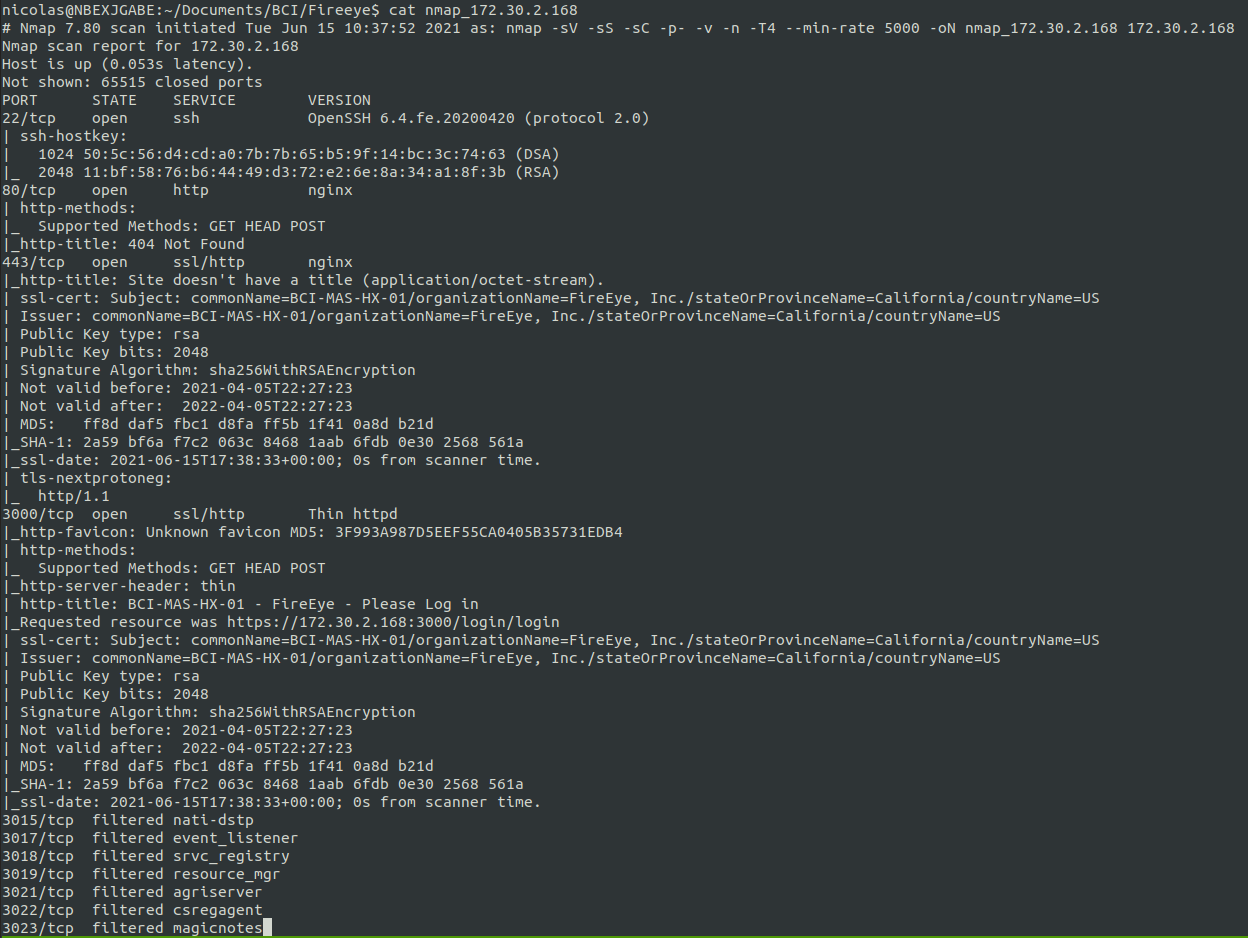 nicolas@NBEXJGABE:~/Documents/BCI/Fireeye$ cat nmap_172.30.2.168
# Nmap 7.80 scan initiated Tue Jun 15 10:37:52 2021 as: nmap -sV -sS -sC -p- -v -n -T4 --min-rate 5000 -oN nmap_172.30.2.168 172.30.2.168
Nmap scan report for 172.30.2.168
Host is up (0.053s latency).
Not shown: 65515 closed ports
PORT      STATE    SERVICE        VERSION
22/tcp    open     ssh            OpenSSH 6.4.fe.20200420 (protocol 2.0)
| ssh-hostkey:
|   1024 50:5c:56:d4:cd:a0:7b:7b:65:b5:9f:14:bc:3c:74:63 (DSA)
|_  2048 11:bf:58:76:b6:44:49:d3:72:e2:6e:8a:34:a1:8f:3b (RSA)
80/tcp    open     http           nginx
| http-methods:
|_  Supported Methods: GET HEAD POST
|_http-title: 404 Not Found
443/tcp   open     ssl/http       nginx
|_http-title: Site doesn't have a title (application/octet-stream).
| ssl-cert: Subject: commonName=BCI-MAS-HX-01/organizationName=FireEye, Inc./stateOrProvinceName=California/countryName=US
| Issuer: commonName=BCI-MAS-HX-01/organizationName=FireEye, Inc./stateOrProvinceName=California/countryName=US
| Public Key type: rsa
| Public Key bits: 2048
| Signature Algorithm: sha256WithRSAEncryption
| Not valid before: 2021-04-05T22:27:23
| Not valid after:  2022-04-05T22:27:23
| MD5:   ff8d daf5 fbc1 d8fa ff5b 1f41 0a8d b21d
|_SHA-1: 2a59 bf6a f7c2 063c 8468 1aab 6fdb 0e30 2568 561a
|_ssl-date: 2021-06-15T17:38:33+00:00; 0s from scanner time.
| tls-nextprotoneg:
|_  http/1.1
3000/tcp  open     ssl/http       Thin httpd
|_http-favicon: Unknown favicon MD5: 3F993A987D5EEF55CA0405B35731EDB4
| http-methods:
|_  Supported Methods: GET HEAD POST
|_http-server-header: thin
| http-title: BCI-MAS-HX-01 - FireEye - Please Log in
|_Requested resource was https://172.30.2.168:3000/login/login
| ssl-cert: Subject: commonName=BCI-MAS-HX-01/organizationName=FireEye, Inc./stateOrProvinceName=California/countryName=US
| Issuer: commonName=BCI-MAS-HX-01/organizationName=FireEye, Inc./stateOrProvinceName=California/countryName=US
| Public Key type: rsa
| Public Key bits: 2048
| Signature Algorithm: sha256WithRSAEncryption
| Not valid before: 2021-04-05T22:27:23
| Not valid after:  2022-04-05T22:27:23
| MD5:   ff8d daf5 fbc1 d8fa ff5b 1f41 0a8d b21d
|_SHA-1: 2a59 bf6a f7c2 063c 8468 1aab 6fdb 0e30 2568 561a
|_ssl-date: 2021-06-15T17:38:33+00:00; 0s from scanner time.
3015/tcp  filtered nati-dstp
3017/tcp  filtered event_listener
3018/tcp  filtered srvc_registry
3019/tcp  filtered resource_mgr
3021/tcp  filtered agriserver
3022/tcp  filtered csregagent
3023/tcp  filtered magicnotes